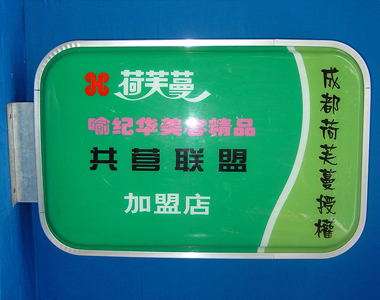 荷芙蔓
喻纪华美容精品
共营联盟
加盟店
成都荷芙蔓授權